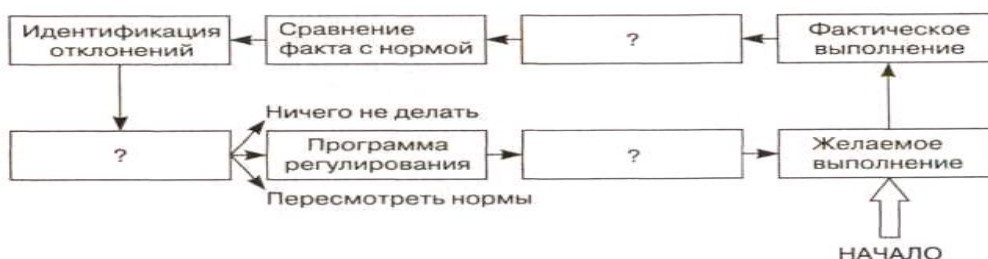 Идентификация
отклонений
Сравнение
факта с нормой
?
Фактическое
выполнение
?
Ничего не делать
Программа
регулирования
Пересмотреть нормы
?
Желаемое
выполнение
НАЧАЛО